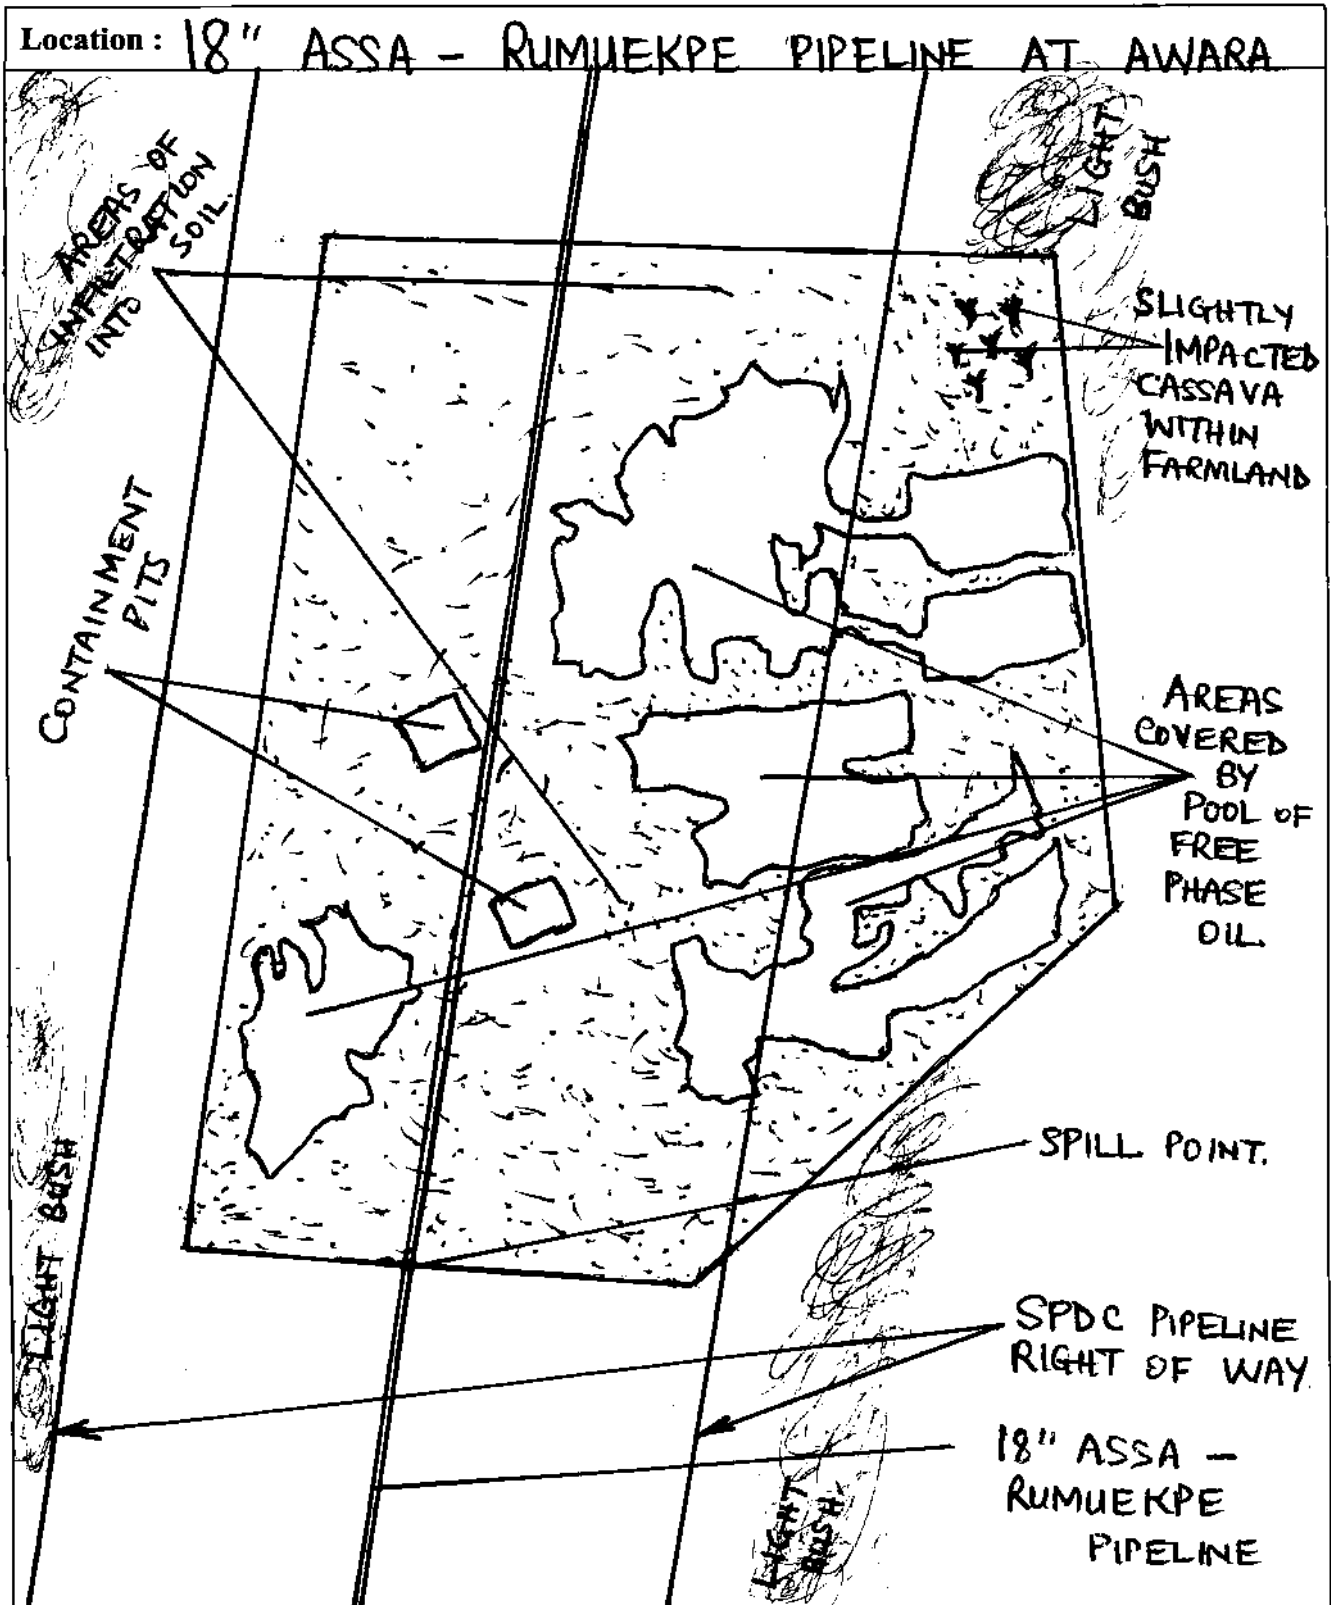 Location : 18" ASSA - RUMUEKPE PIPELINE AT AWARA
LIGHT
BUSH
AREAS OF
INFILTRATION
INTO SOIL.
SLIGHTLY
IMPACTED
CASSAVA
WITHIN
FARMLAND
CONTAINMENT
PITS
AREAS
COVERED
BY
POOL OF
FREE
PHASE
OIL.
SPILL POINT.
LIGHT BUSH
SPDC PIPELINE
RIGHT OF WAY
18" ASSA -
RUMUEKPE
PIPELINE
LIGHT
BUSH